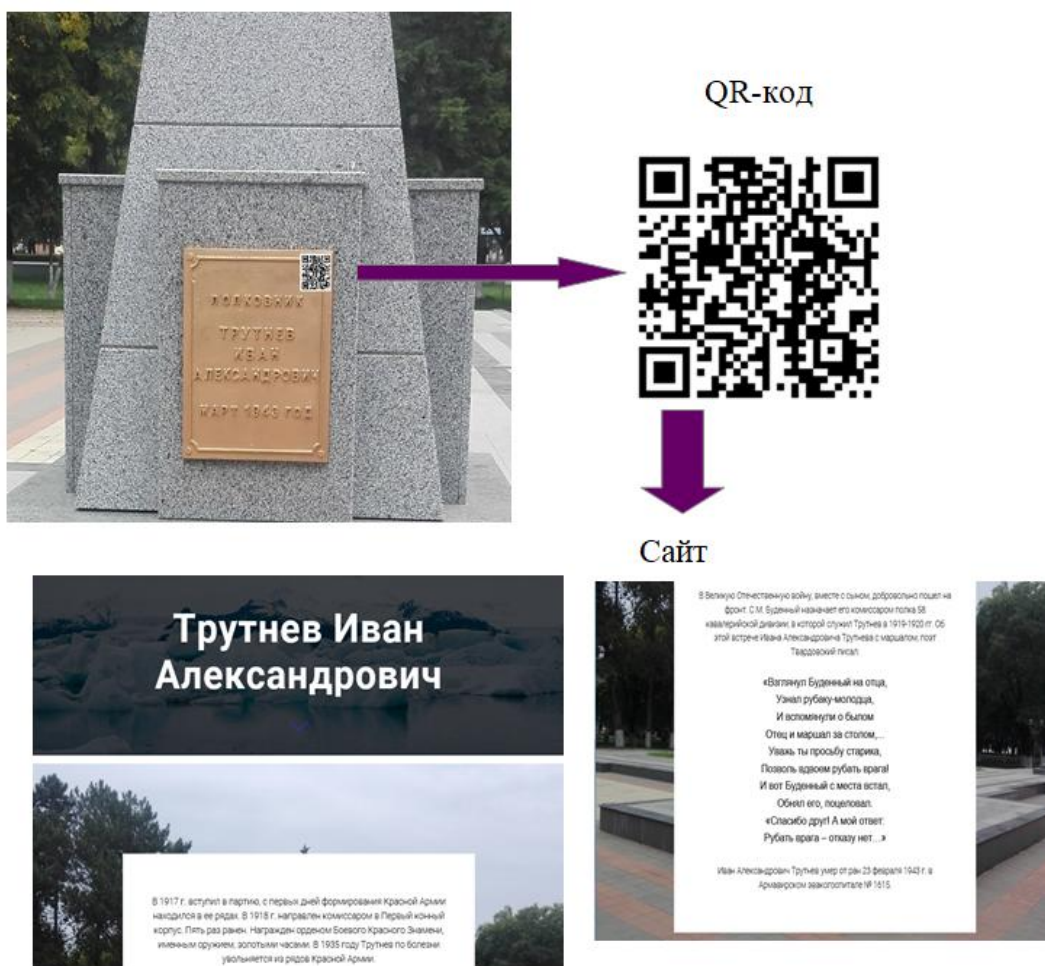 QR-код
ПОЛКОВНИК
ТРУТНЕВ
ИВАН
АЛЕКСАНДРОВИЧ
МАРТ 1943 ГОД
Сайт
Трутнев Иван
Александрович
В 1917 г. вступил в партию, с первых дней формирования Красной Армии
находился в ее рядах. В 1918 г. направлен комиссаром в Первый конный
корпус. Пять раз ранен. Награжден орденом Боевого Красного Знамени,
именным оружием, золотыми часами. В 1935 году Трутнев по болезни
увольняется из рядов Красной Армии.
В Великую Отечественную войну, вместе с сыном, добровольно пошел на
фронт. С.М. Буденный назначает его комиссаром полка 58
кавалерийской дивизии, в которой служил Трутнев в 1919-1920 гг. Об
этой встрече Ивана Александровича Трутнева с маршалом, поэт
Твардовский писал:
«Взглянул Буденный на отца,
Узнал рубаку-молодца,
И вспомянули о былом
Отец и маршал за столом,...
Уважь ты просьбу старика,
Позволь вдвоем рубать врага!
И вот Буденный с места встал,
Обнял его, поцеловал.
«Спасибо друг! А мой ответ:
Рубать врага – отказу нет...»
Иван Александрович Трутнев умер от ран 23 февраля 1943 г. в
Армавирском эвакогоспитале № 1615.